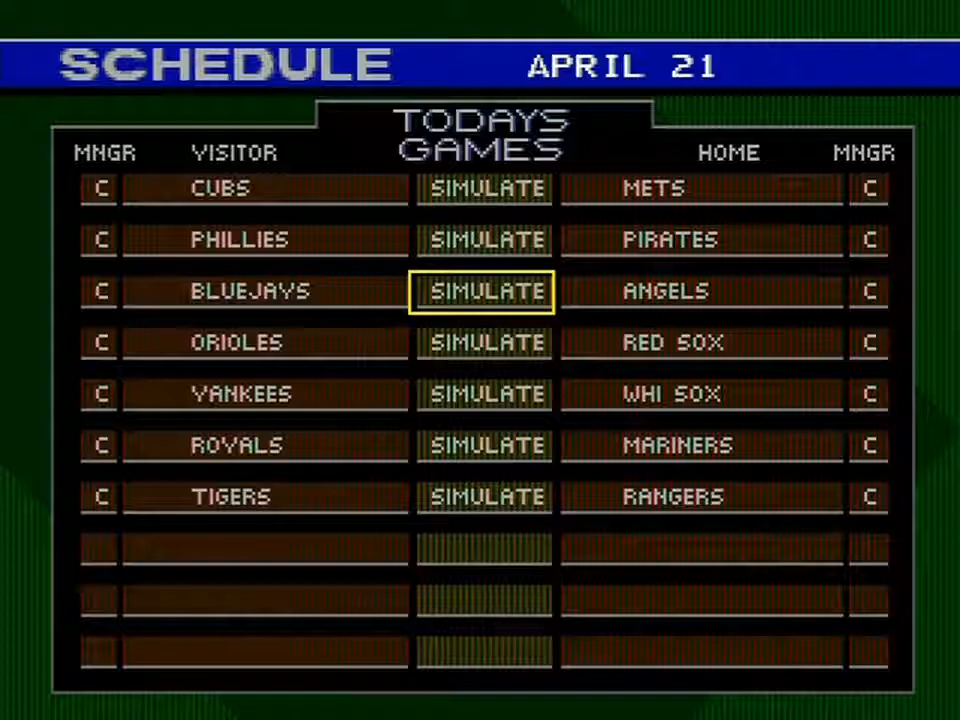 SCHEDULE APRIL 21
TODAYS
GAMES
MNGR VISITOR HOME MNGR
C CUBS SIMULATE METS C
C PHILLIES SIMULATE PIRATES C
C BLUEJAYS SIMULATE ANGELS C
C ORIOLES SIMULATE RED SOX C
C YANKEES SIMULATE WHI SOX C
C ROYALS SIMULATE MARINERS C
C TIGERS SIMULATE RANGERS C